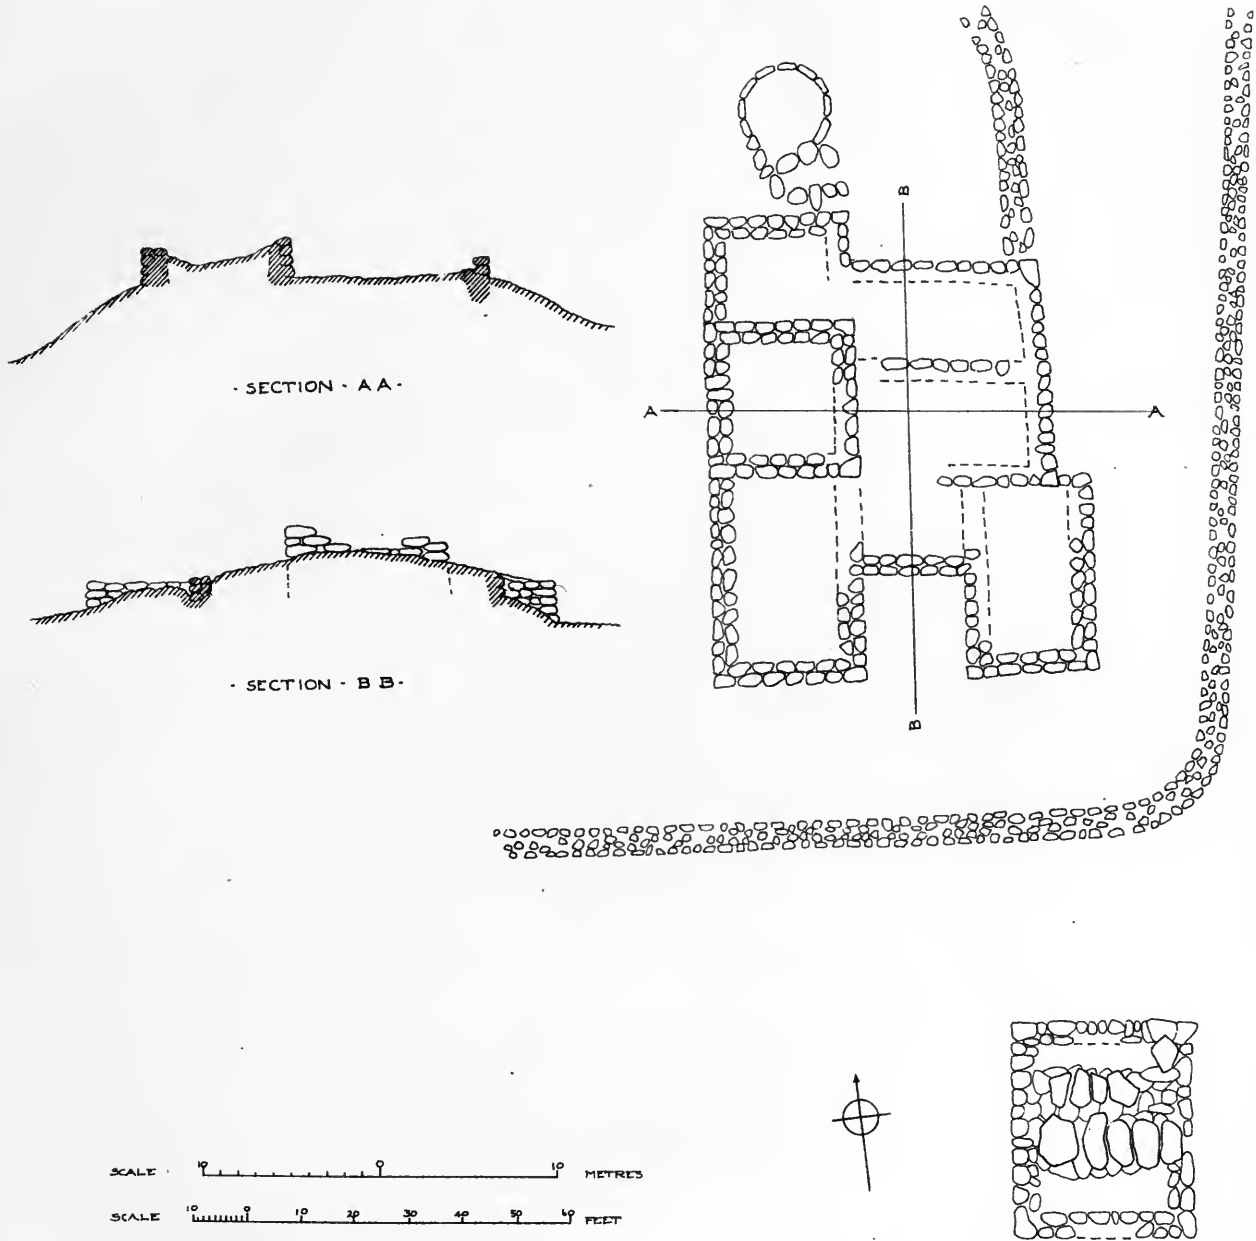 B
A A
B
· SECTION · A A ·
· SECTION · B B ·
SCALE 10 0 10 METRES
SCALE 10 0 10 20 30 40 50 60 FEET